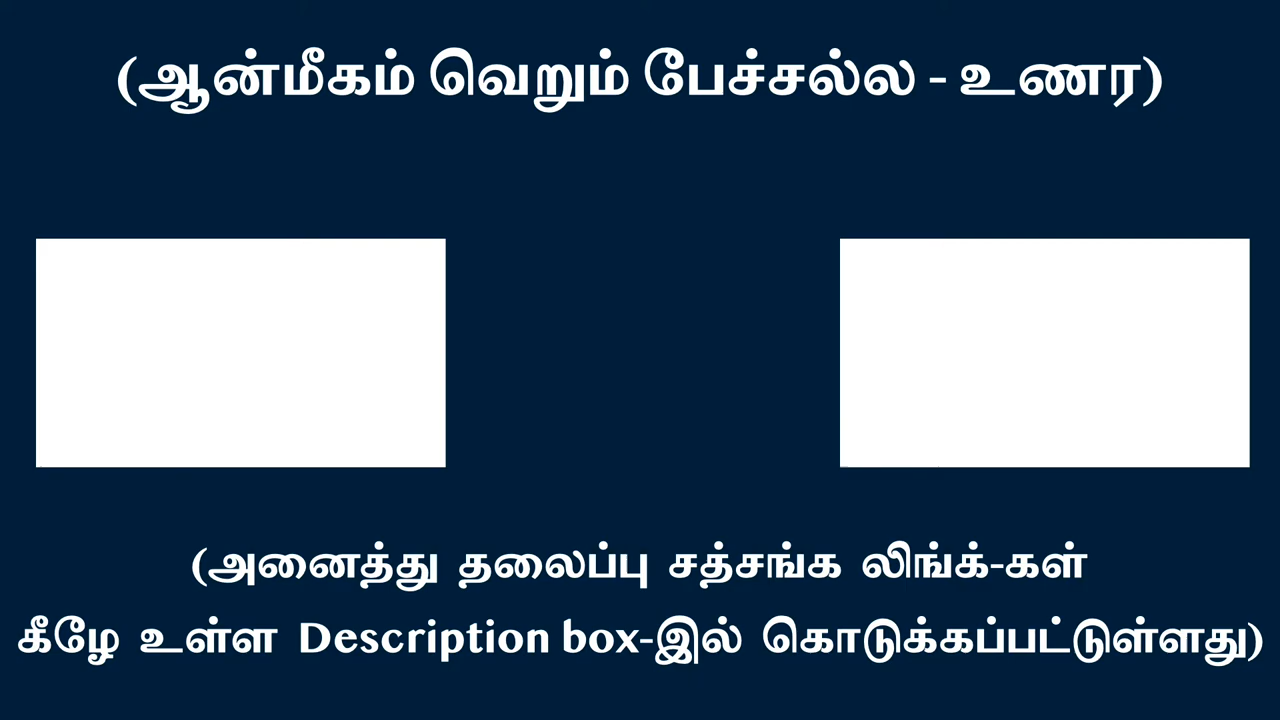 (ஆன்மீகம் வெறும் பேச்சல்ல - உணர)
(அனைத்து தலைப்பு சத்சங்க லிங்க்-கள்
கீழே உள்ள Description box-இல் கொடுக்கப்பட்டுள்ளது)